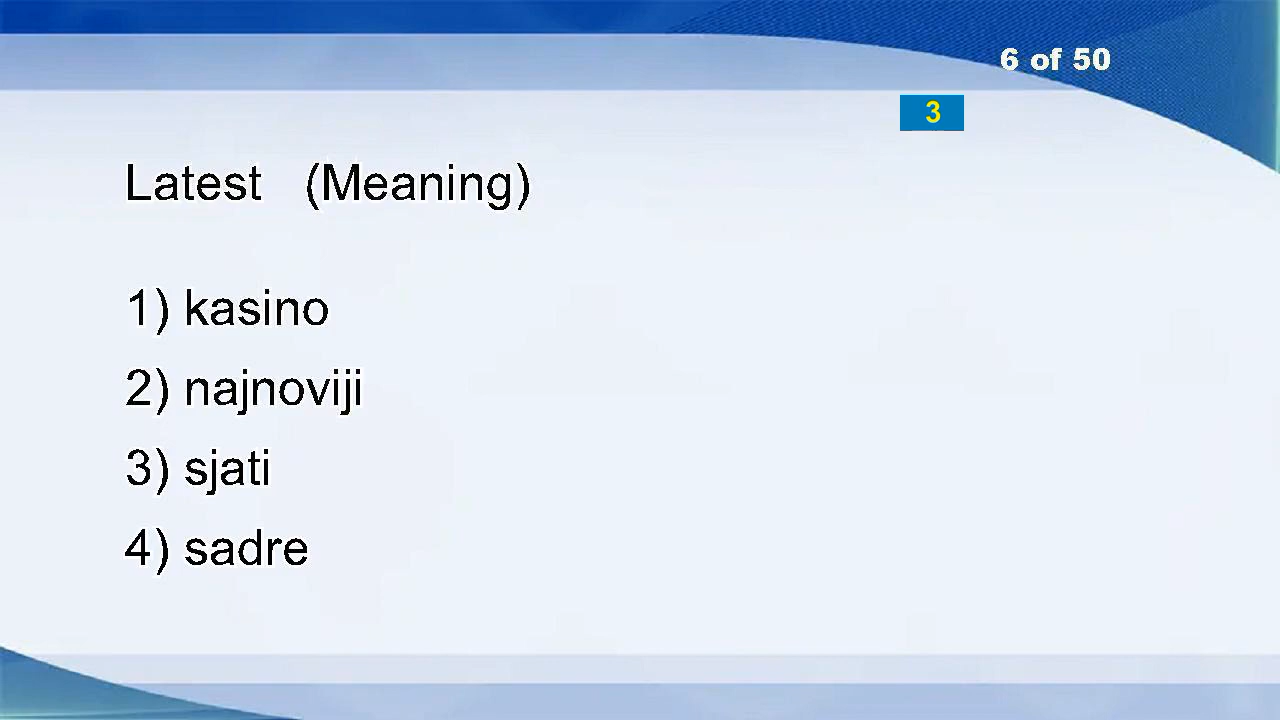 6 of 50
3
Latest (Meaning)
1) kasino
2) najnoviji
3) sjati
4) sadre